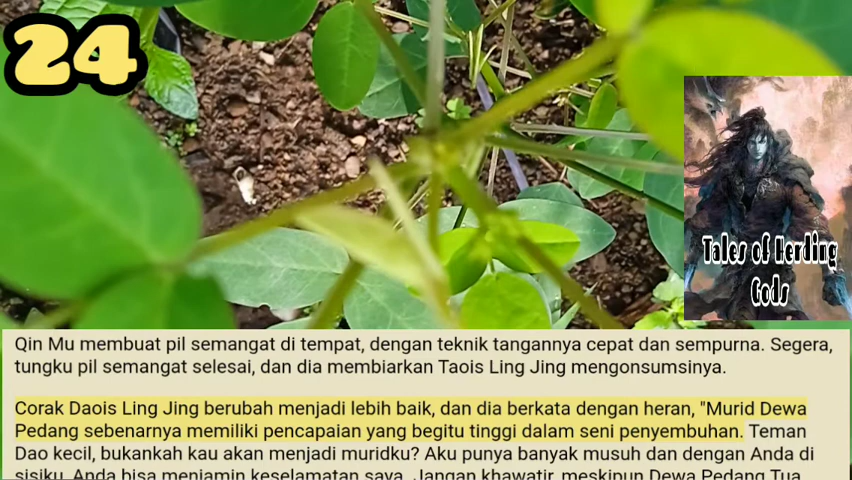 24
Tales of Herding
Gods
Qin Mu membuat pil semangat di tempat, dengan teknik tangannya cepat dan sempurna. Segera,
tungku pil semangat selesai, dan dia membiarkan Taois Ling Jing mengonsumsinya.
Corak Daois Ling Jing berubah menjadi lebih baik, dan dia berkata dengan heran, "Murid Dewa
Pedang sebenarnya memiliki pencapaian yang begitu tinggi dalam seni penyembuhan. Teman
Dao kecil, bukankah kau akan menjadi muridku? Aku punya banyak musuh dan dengan Anda di
sisiku, Anda bisa menjamin keselamatan saya. Jangan khawatir, meskipun Dewa Pedang Tua